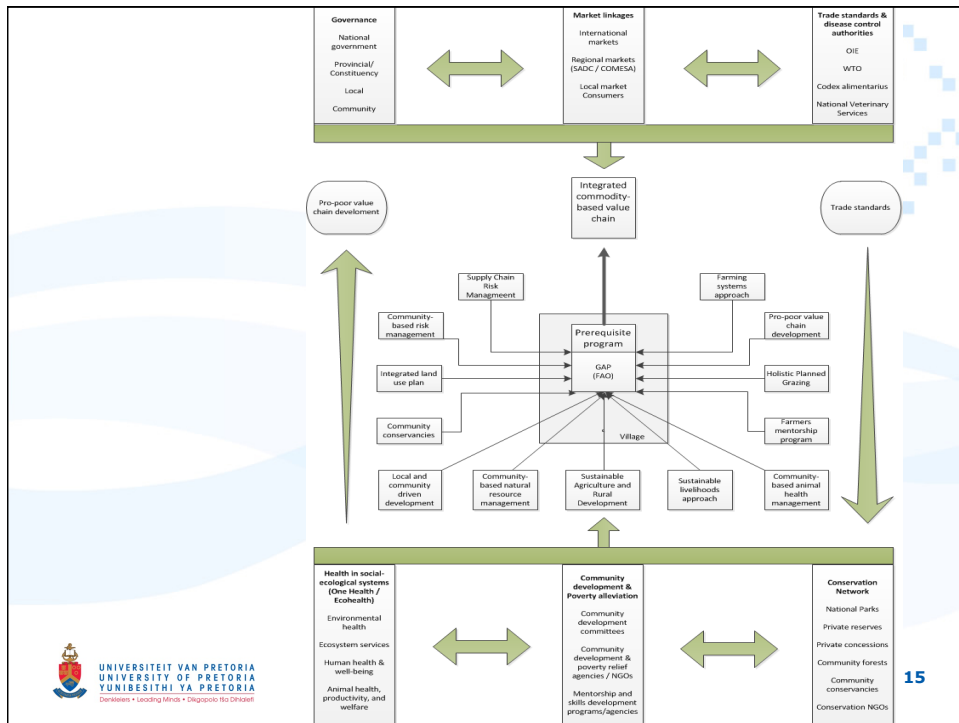 Governance
National
government
Provincial/
Constituency
Local
Community
Market linkages
International
markets
Regional markets
(SADC / COMESA)
Local market
Consumers
Trade standards &
disease control
authorities
OIE
WTO
Codex alimentarius
National Veterinary
Services
Pro-poor value
chain develoment
Integrated
commodity-
based value
chain
Trade standards
Supply Chain
Risk
Managmeent
Farming
systems
approach
Community-
based risk
management
Prerequisite
program
Pro-poor value
chain
development
Integrated land
use plan
GAP
(FAO)
Holistic Planned
Grazing
Community
conservancies
Farmers
mentorship
program
Village
Local and
community
driven
development
Community-
based natural
resource
management
Sustainable
Agriculture and
Rural
Development
Sustainable
livelihoods
approach
Community-
based animal
health
management
Health in social-
ecological systems
(One Health /
Ecohealth)
Environmental
health
Ecosystem services
Human health &
well-being
Animal health,
productivity, and
welfare
Community
development &
Poverty alleviation
Community
development
committees
Community
development &
poverty relief
agencies / NGOs
Mentorship and
skills development
programs/agencies
Conservation
Network
National Parks
Private reserves
Private concessions
Community forests
Community
conservancies
Conservation NGOs
UNIVERSITEIT VAN PRETORIA
UNIVERSITY OF PRETORIA
YUNIBESITHI YA PRETORIA
Denkleiers • Leading Minds • Dikgopolo tša Dihlalefi
15